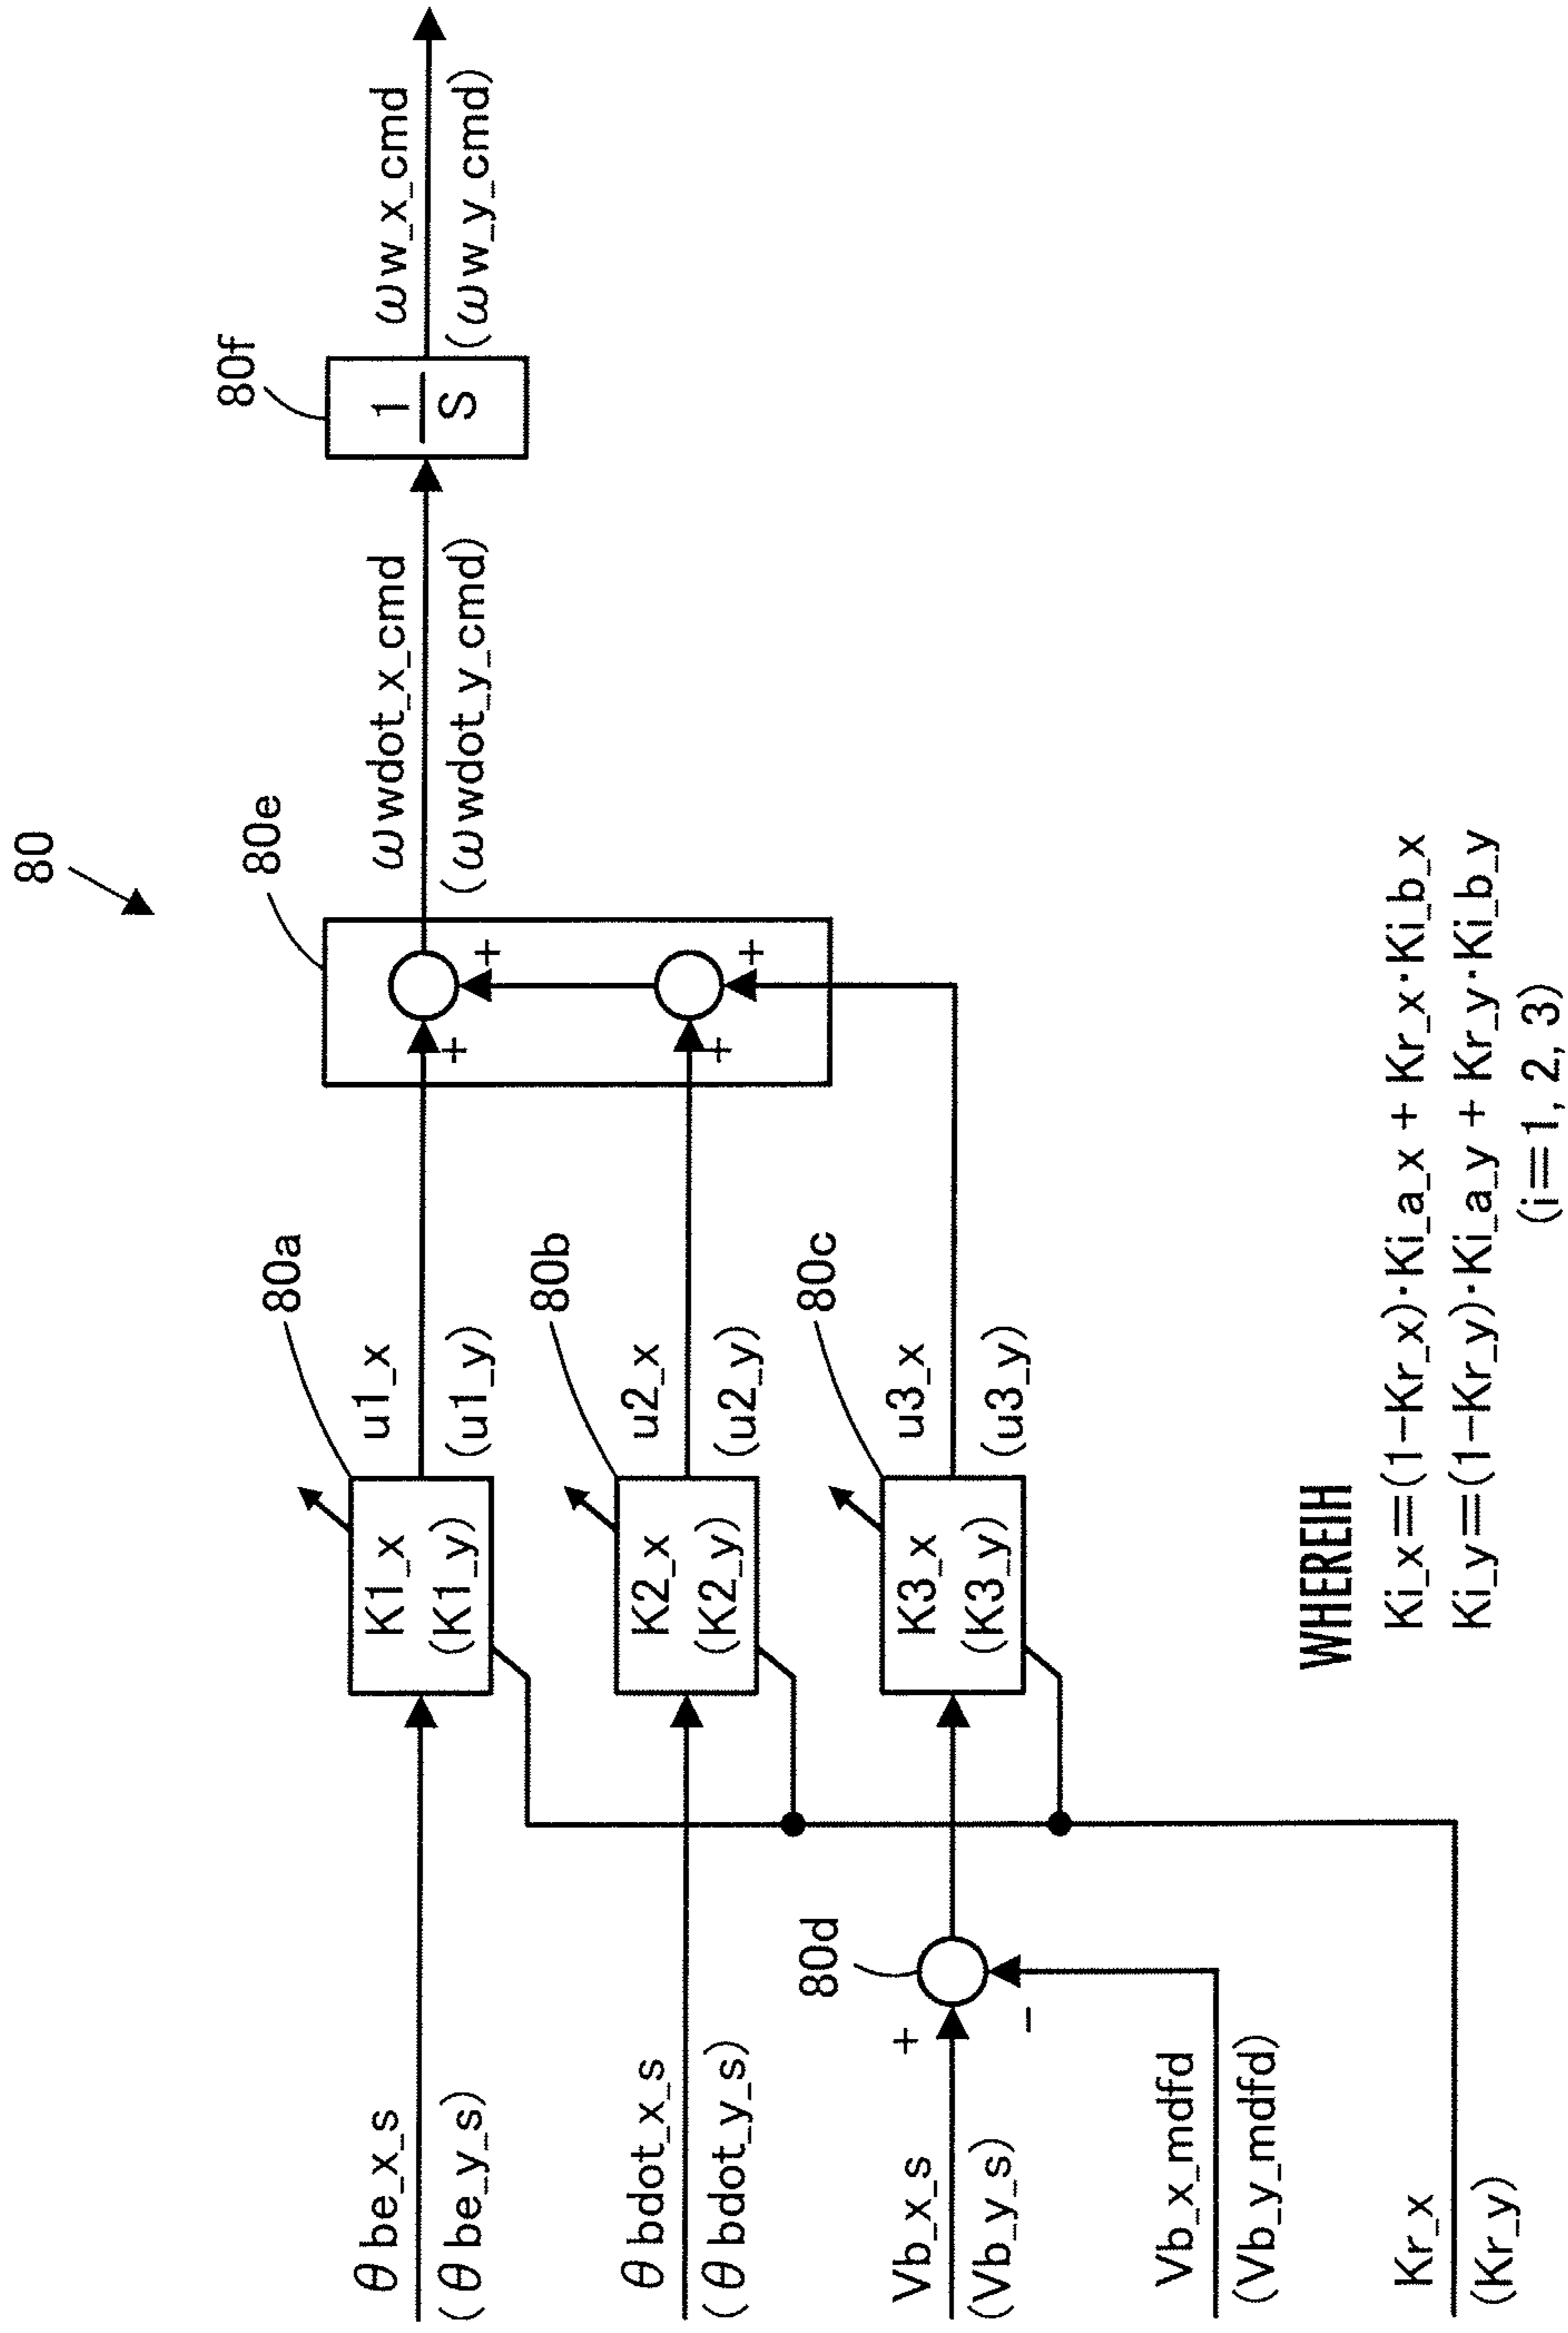 80
θbe_x_s
(θbe_y_s)
80a
K1_x
(K1_y)
u1_x
(u1_y)
80e
+
+
ωwdot_x_cmd
(ωwdot_y_cmd)
80f
1
S
ωw_x_cmd
(ωw_y_cmd)
θbdot_x_s
(θbdot_y_s)
80b
K2_x
(K2_y)
u2_x
(u2_y)
+
+
Vb_x_s
(Vb_y_s)
+
80d
-
80c
K3_x
(K3_y)
u3_x
(u3_y)
Vb_x_mdfd
(Vb_y_mdfd)
Kr_x
(Kr_y)
WHEREIH
Ki_x=(1-Kr_x)·Ki_a_x + Kr_x·Ki_b_x
Ki_y=(1-Kr_y)·Ki_a_y + Kr_y·Ki_b_y
(i=1, 2, 3)